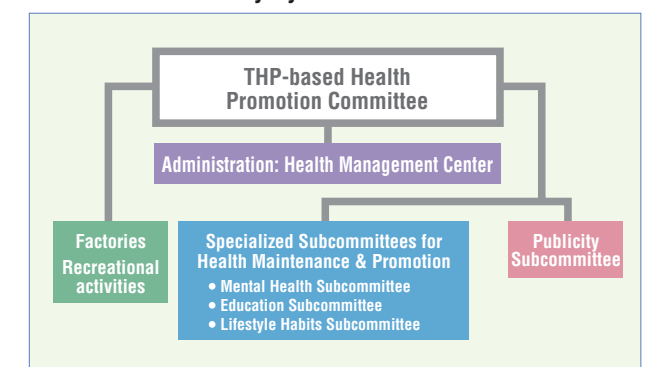 THP-based Health
Promotion Committee
Administration: Health Management Center
Factories
Recreational
activities
Specialized Subcommittees for
Health Maintenance & Promotion
• Mental Health Subcommittee
• Education Subcommittee
• Lifestyle Habits Subcommittee
Publicity
Subcommittee